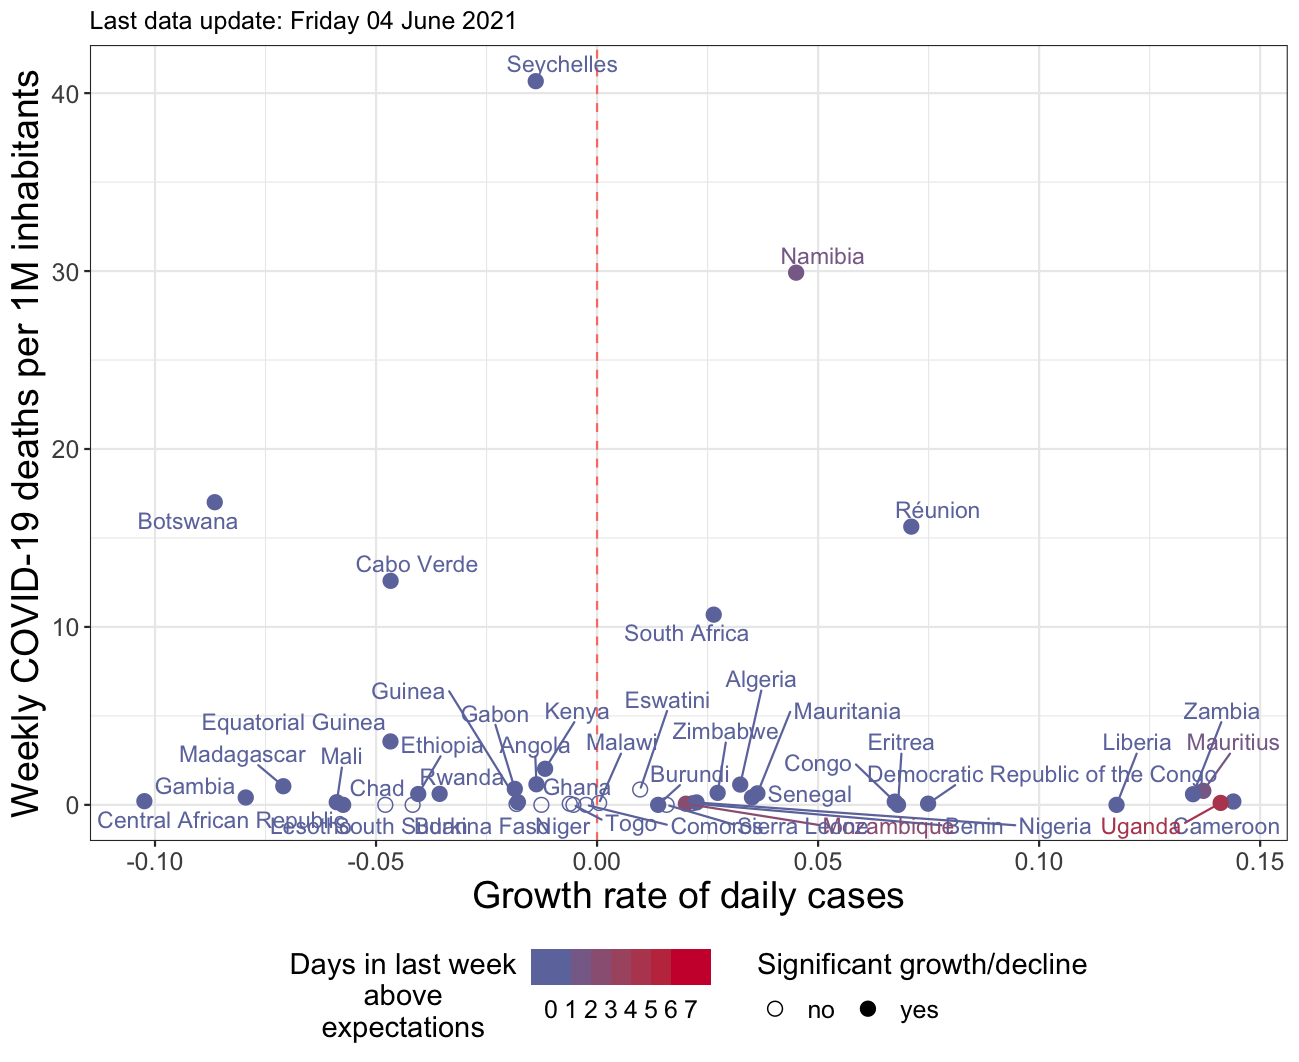 Last data update: Friday 04 June 2021
Weekly COVID-19 deaths per 1M inhabitants
40
30
20
10
0
Seychelles
Namibia
Botswana
Réunion
Cabo Verde
South Africa
Algeria
Guinea
Eswatini
Gabon
Kenya
Mauritania
Zambia
Equatorial Guinea
Zimbabwe
Ethiopia
Angola
Malawi
Eritrea
Liberia
Mauritius
Madagascar
Mali
Congo
Rwanda
Burundi
Democratic Republic of the Congo
Gambia
Chad
Ghana
Senegal
Central African Republic
Lesotho
South Sudan
Burkina Faso
Niger
Togo
Comoros
Sierra Leone
Mozambique
Benin
Nigeria
Uganda
Cameroon
-0.10
-0.05
0.00
0.05
0.10
0.15
Growth rate of daily cases
Days in last week
above
expectations
0 1 2 3 4 5 6 7
Significant growth/decline
no
yes